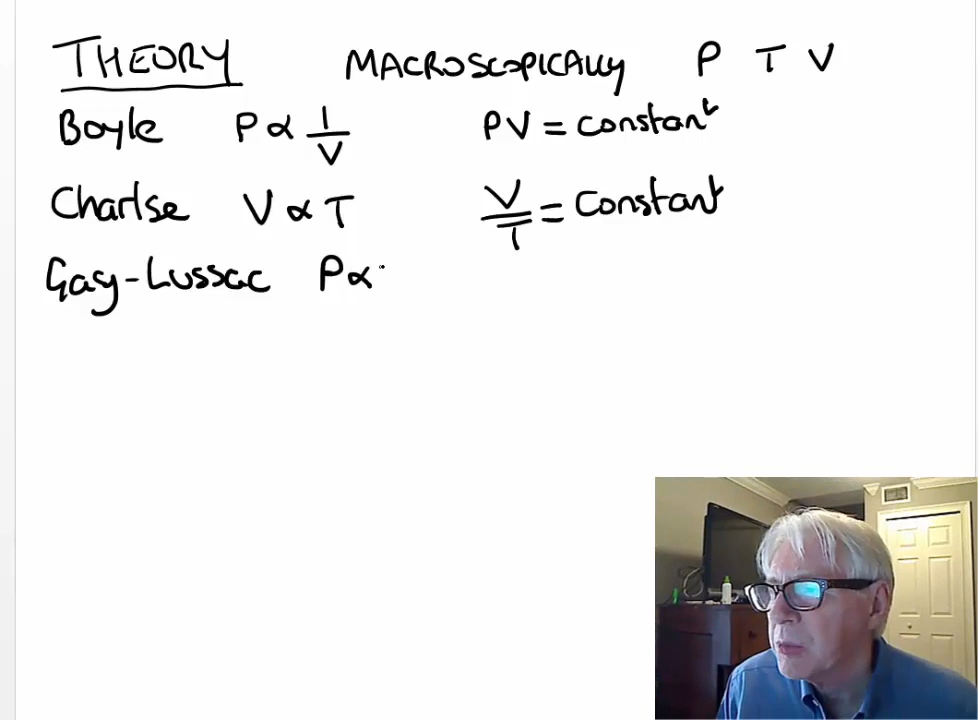 THEORY MACROSCOPICALLY P T V
Boyle P ∝ 1/V PV = constant
Charlse V ∝ T V/T = Constant
Gay-Lussac P ∝